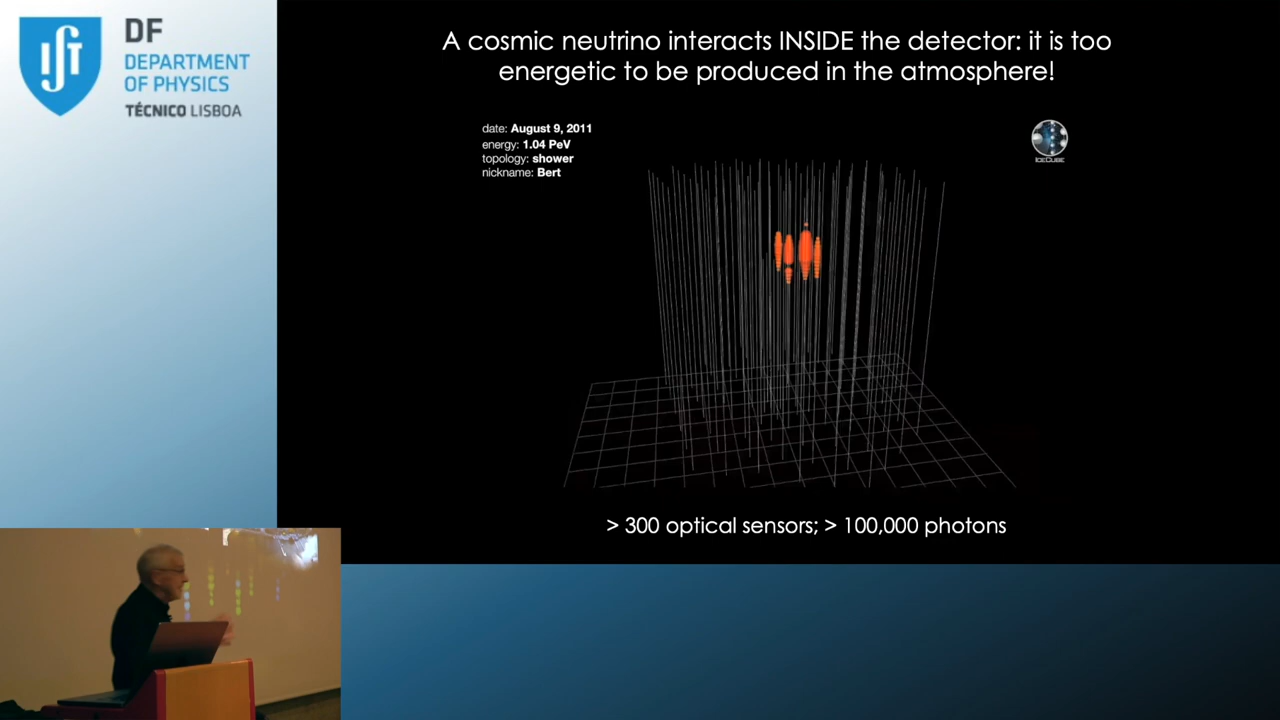 IST
DF
DEPARTMENT
OF PHYSICS
TÉCNICO LISBOA
A cosmic neutrino interacts INSIDE the detector: it is too
energetic to be produced in the atmosphere!
date: August 9, 2011
energy: 1.04 PeV
topology: shower
nickname: Bert
ICECUBE
> 300 optical sensors; > 100,000 photons